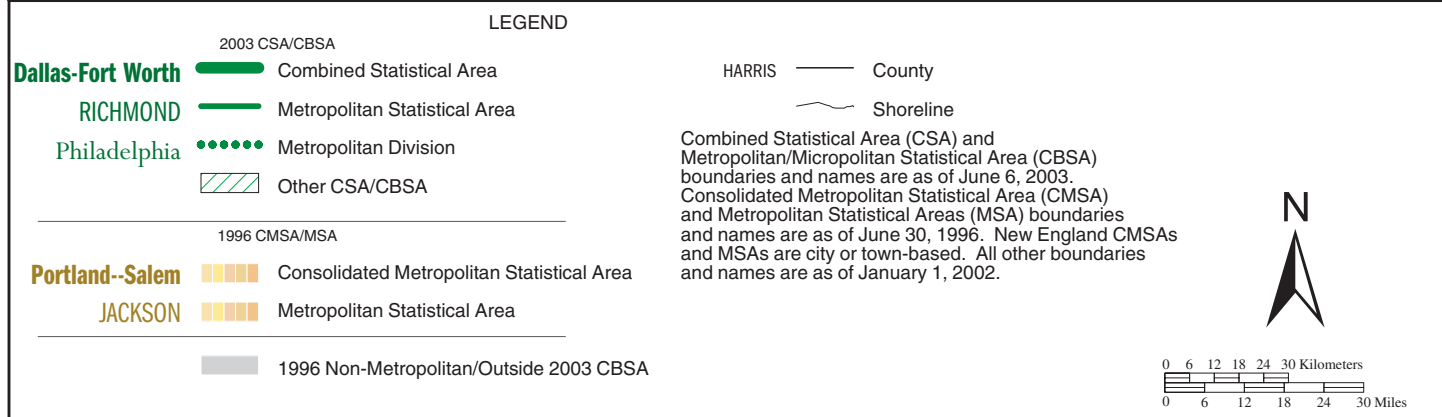 LEGEND
2003 CSA/CBSA
Dallas-Fort Worth Combined Statistical Area
RICHMOND Metropolitan Statistical Area
Philadelphia Metropolitan Division
Other CSA/CBSA
1996 CMSA/MSA
Portland--Salem Consolidated Metropolitan Statistical Area
JACKSON Metropolitan Statistical Area
1996 Non-Metropolitan/Outside 2003 CBSA
HARRIS County
Shoreline
Combined Statistical Area (CSA) and
Metropolitan/Micropolitan Statistical Area (CBSA)
boundaries and names are as of June 6, 2003.
Consolidated Metropolitan Statistical Area (CMSA)
and Metropolitan Statistical Areas (MSA) boundaries
and names are as of June 30, 1996. New England CMSAs
and MSAs are city or town-based. All other boundaries
and names are as of January 1, 2002.
N
0 6 12 18 24 30 Kilometers
0 6 12 18 24 30 Miles